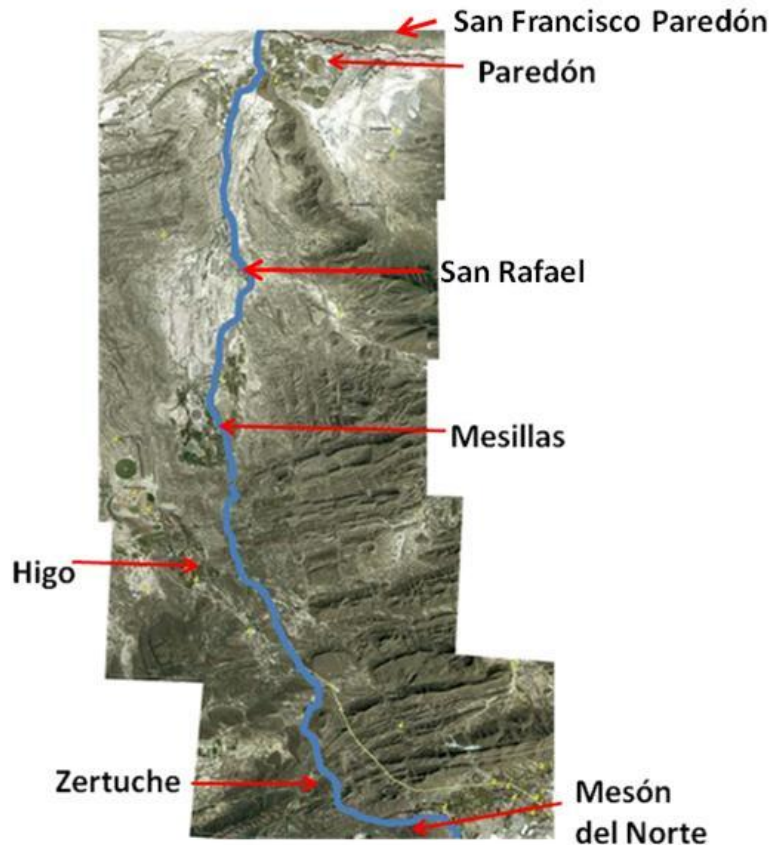 San Francisco Paredón
Paredón
San Rafael
Mesillas
Higo
Zertuche
Mesón
del Norte